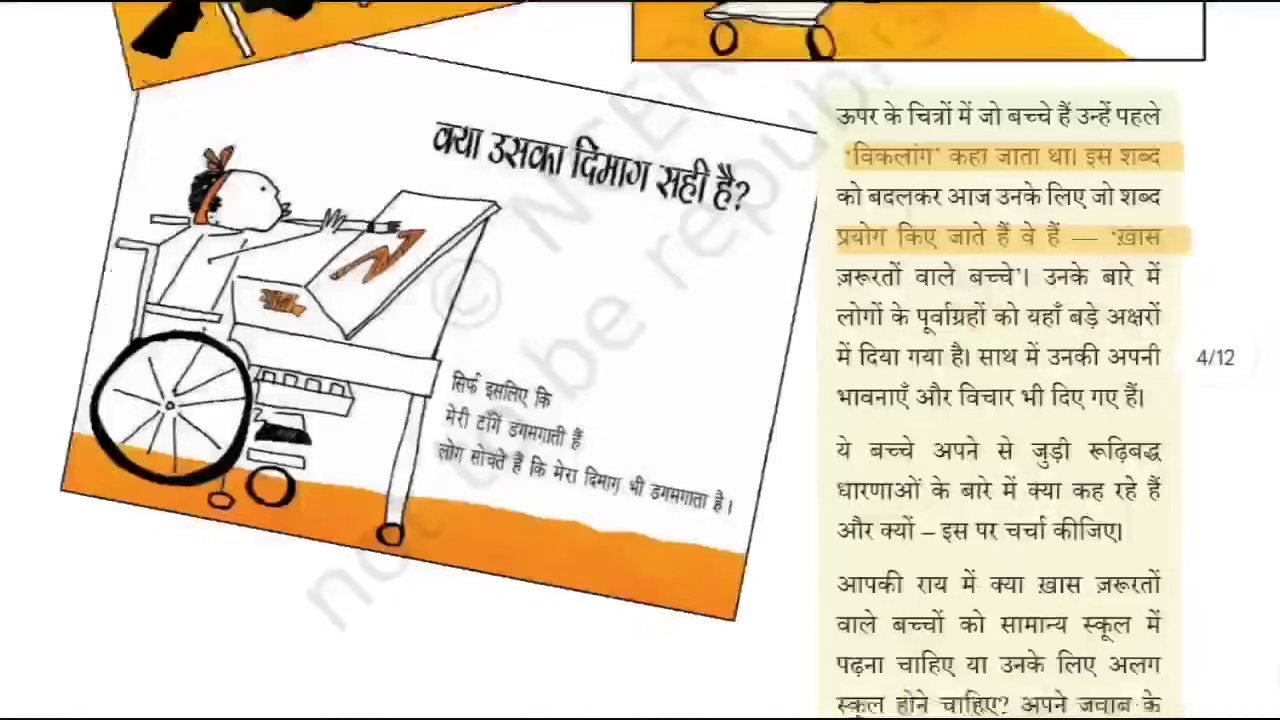 क्या उसका दिमाग सही है?
सिर्फ इसलिए कि
मेरी टाँगें डगमगाती हैं
लोग सोचते हैं कि मेरा दिमाग भी डगमगाता है।
ऊपर के चित्रों में जो बच्चे हैं उन्हें पहले
'विकलांग' कहा जाता था। इस शब्द
को बदलकर आज उनके लिए जो शब्द
प्रयोग किए जाते हैं वे हैं — 'ख़ास
ज़रूरतों वाले बच्चे'। उनके बारे में
लोगों के पूर्वाग्रहों को यहाँ बड़े अक्षरों
में दिया गया है। साथ में उनकी अपनी
भावनाएँ और विचार भी दिए गए हैं।
ये बच्चे अपने से जुड़ी रूढ़िबद्ध
धारणाओं के बारे में क्या कह रहे हैं
और क्यों – इस पर चर्चा कीजिए।
आपकी राय में क्या ख़ास ज़रूरतों
वाले बच्चों को सामान्य स्कूल में
पढ़ना चाहिए या उनके लिए अलग
स्कूल होने चाहिए? अपने जवाब के
4/12